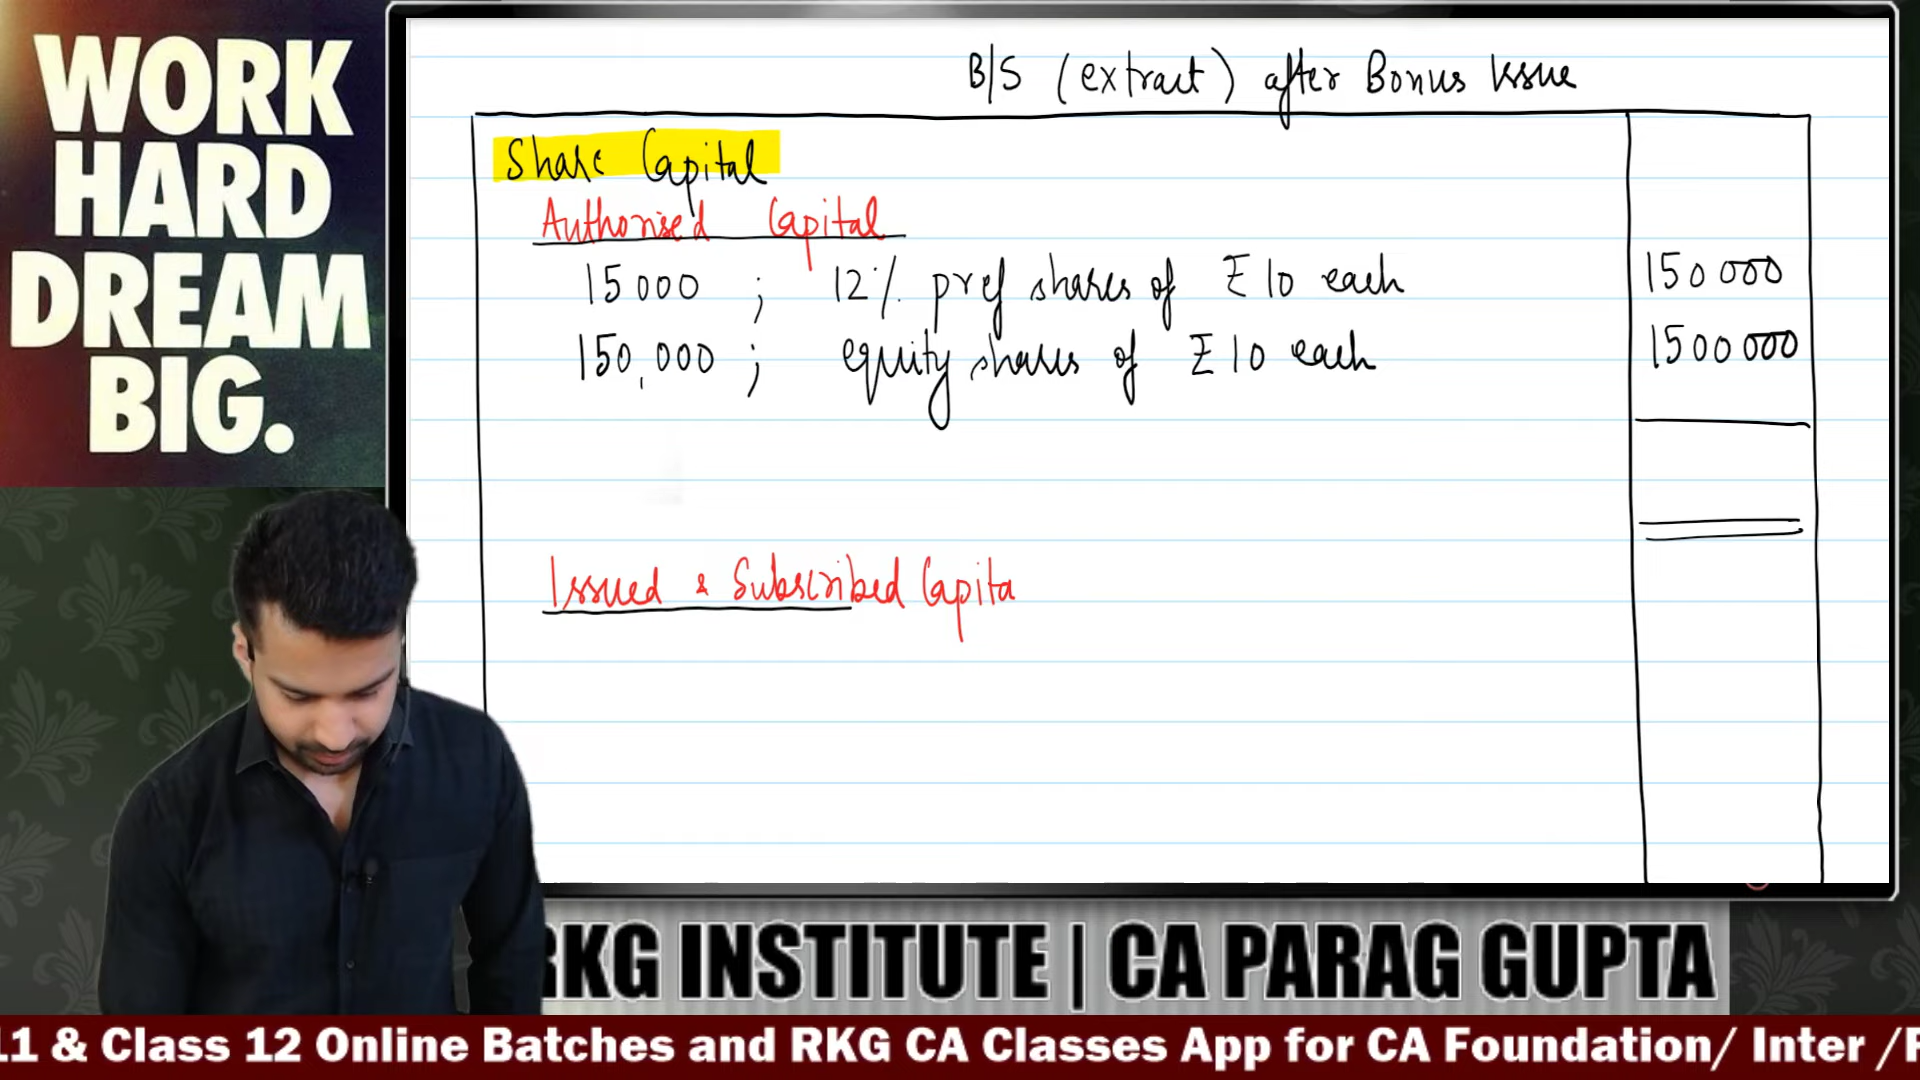 WORK
HARD
DREAM
BIG.
B/S (extract) after Bonus Issue
Share Capital
Authorised Capital
15000 ; 12% pref shares of ₹10 each 150000
150,000 ; equity shares of ₹10 each 1500000
Issued & Subscribed Capita
RKG INSTITUTE | CA PARAG GUPTA
11 & Class 12 Online Batches and RKG CA Classes App for CA Foundation/ Inter /F